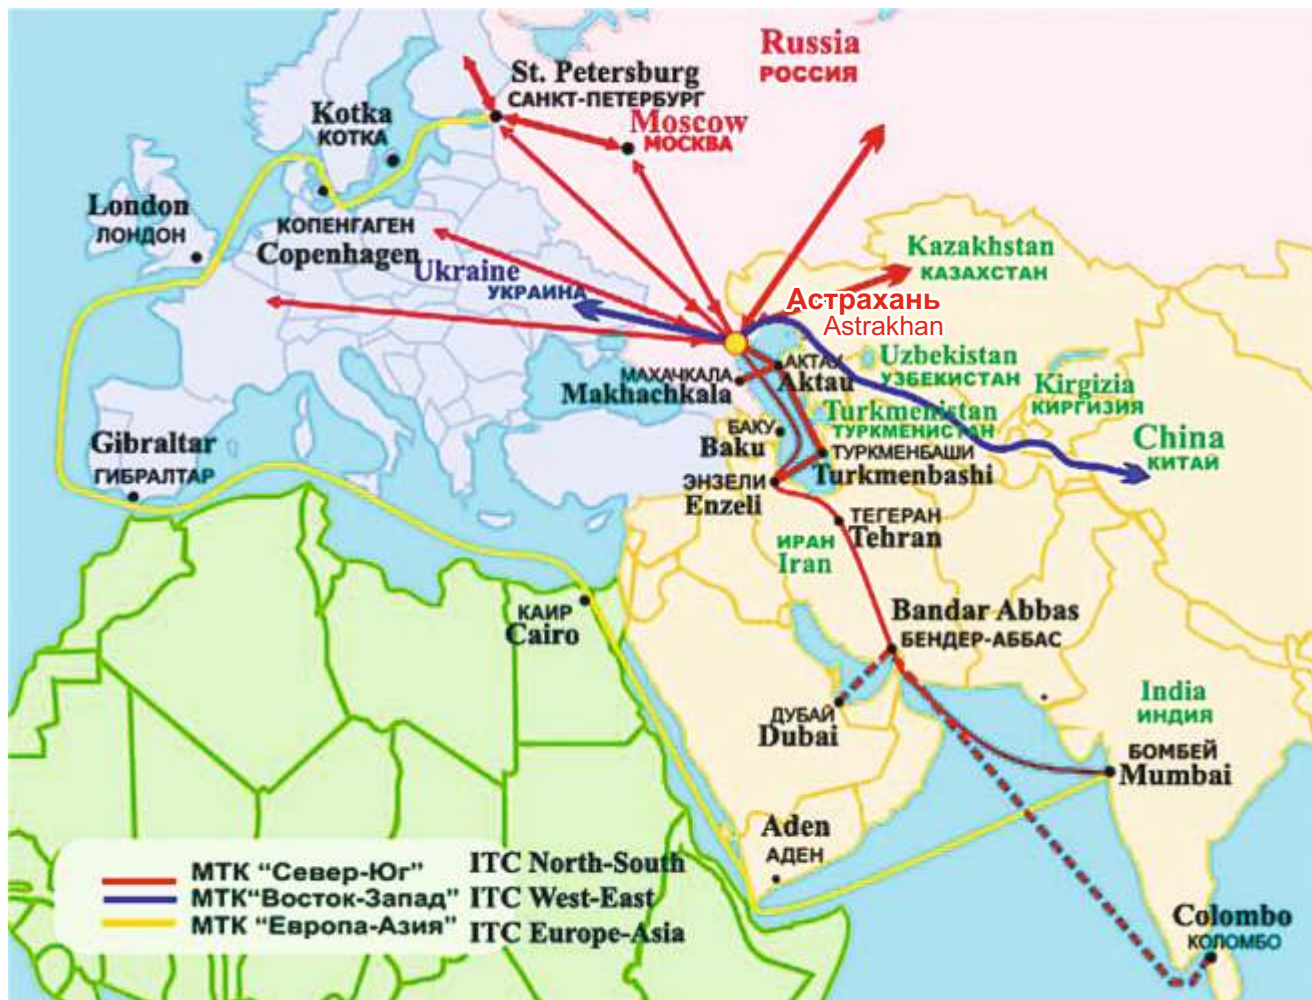 Russia
РОССИЯ
St. Petersburg
САНКТ-ПЕТЕРБУРГ
Kotka
КОТКА
Moscow
МОСКВА
London
ЛОНДОН
КОПЕНГАГЕН
Copenhagen
Ukraine
УКРАИНА
Kazakhstan
КАЗАХСТАН
Астрахань
Astrakhan
МАХАЧКАЛА
Makhachkala
АКТАУ
Aktau
Uzbekistan
УЗБЕКИСТАН
Kirgizia
КИРГИЗИЯ
Turkmenistan
ТУРКМЕНИСТАН
БАКУ
Baku
ТУРКМЕНБАШИ
Turkmenbashi
China
КИТАЙ
Gibraltar
ГИБРАЛТАР
ЭНЗЕЛИ
Enzeli
ТЕГЕРАН
Tehran
ИРАН
Iran
КАИР
Cairo
Bandar Abbas
БЕНДЕР-АББАС
ДУБАЙ
Dubai
India
ИНДИЯ
БОМБЕЙ
Mumbai
Aden
АДЕН
Colombo
КОЛОМБО
МТК “Север-Юг” ITC North-South
МТК“Восток-Запад” ITC West-East
МТК “Европа-Азия” ITC Europe-Asia